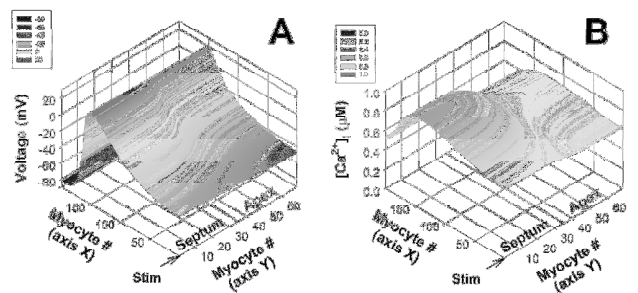 A
Voltage (mV)
20
0
-20
-40
-60
-80
Myocyte #
(axis X)
150
100
50
Stim
Septum
Apex
10 20 30 40 50 60
Myocyte #
(axis Y)
B
[Ca2+]i (μM)
1.0
0.8
0.6
0.4
0.2
0.0
Myocyte #
(axis X)
150
100
50
Stim
Septum
Apex
10 20 30 40 50 60
Myocyte #
(axis Y)